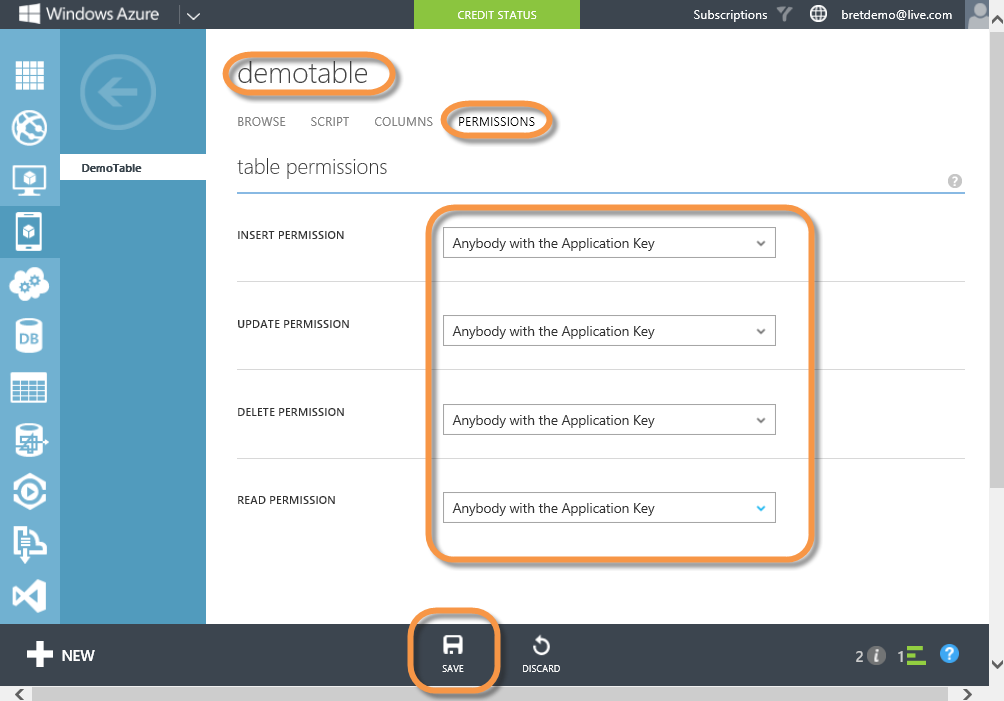 Windows Azure
CREDIT STATUS
Subscriptions
bretdemo@live.com
demotable
BROWSE SCRIPT COLUMNS PERMISSIONS
DemoTable
table permissions
?
INSERT PERMISSION
Anybody with the Application Key
UPDATE PERMISSION
Anybody with the Application Key
DELETE PERMISSION
Anybody with the Application Key
DB
READ PERMISSION
Anybody with the Application Key
NEW
SAVE
DISCARD
2 i 1 ?